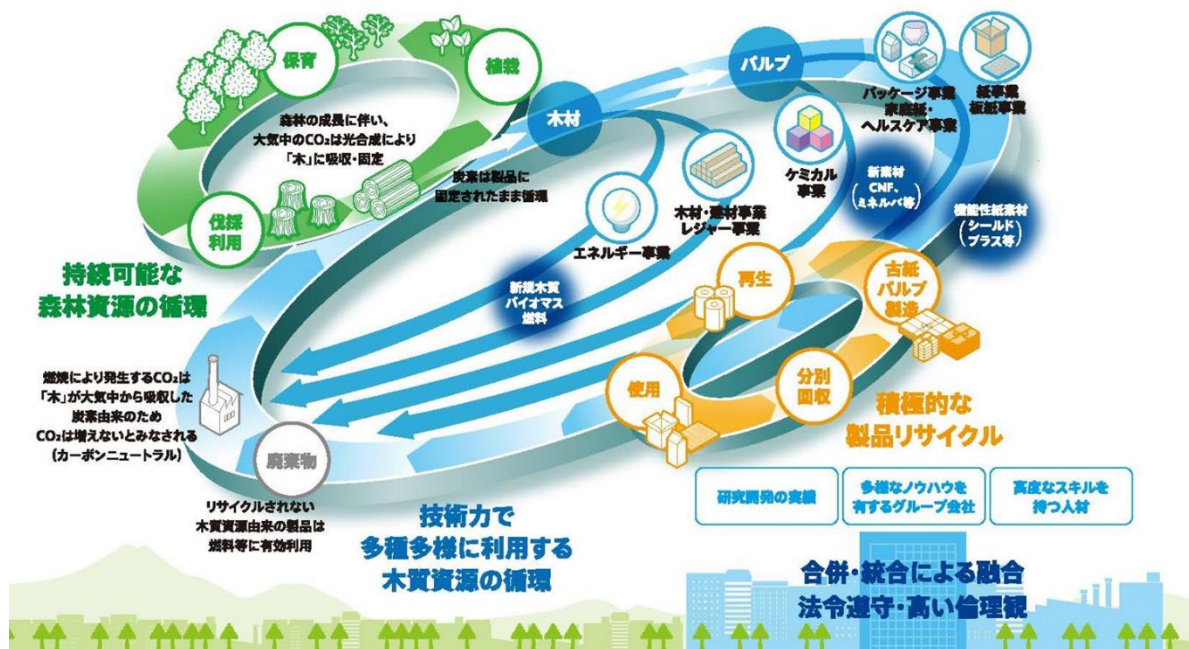 保育
植栽
森林の成長に伴い、
大気中のCO₂は光合成により
「木」に吸収・固定
伐採
利用
炭素は製品に
固定されたまま循環
持続可能な
森林資源の循環
木材
パルプ
パッケージ事業
家庭紙・
ヘルスケア事業
紙事業
板紙事業
ケミカル
事業
新素材
(CNF、
ミネルパ等)
機能性紙素材
(シールド
プラス等)
木材・建材事業
レジャー事業
エネルギー事業
新規木質
バイオマス
燃料
再生
古紙
パルプ
製造
使用
分別
回収
積極的な
製品リサイクル
燃焼により発生するCO₂は
「木」が大気中から吸収した
炭素由来のため
CO₂は増えないとみなされる
(カーボンニュートラル)
廃棄物
リサイクルされない
木質資源由来の製品は
燃料等に有効利用
技術力で
多種多様に利用する
木質資源の循環
研究開発の実績
多様なノウハウを
有するグループ会社
高度なスキルを
持つ人材
合併・統合による融合
法令遵守・高い倫理観